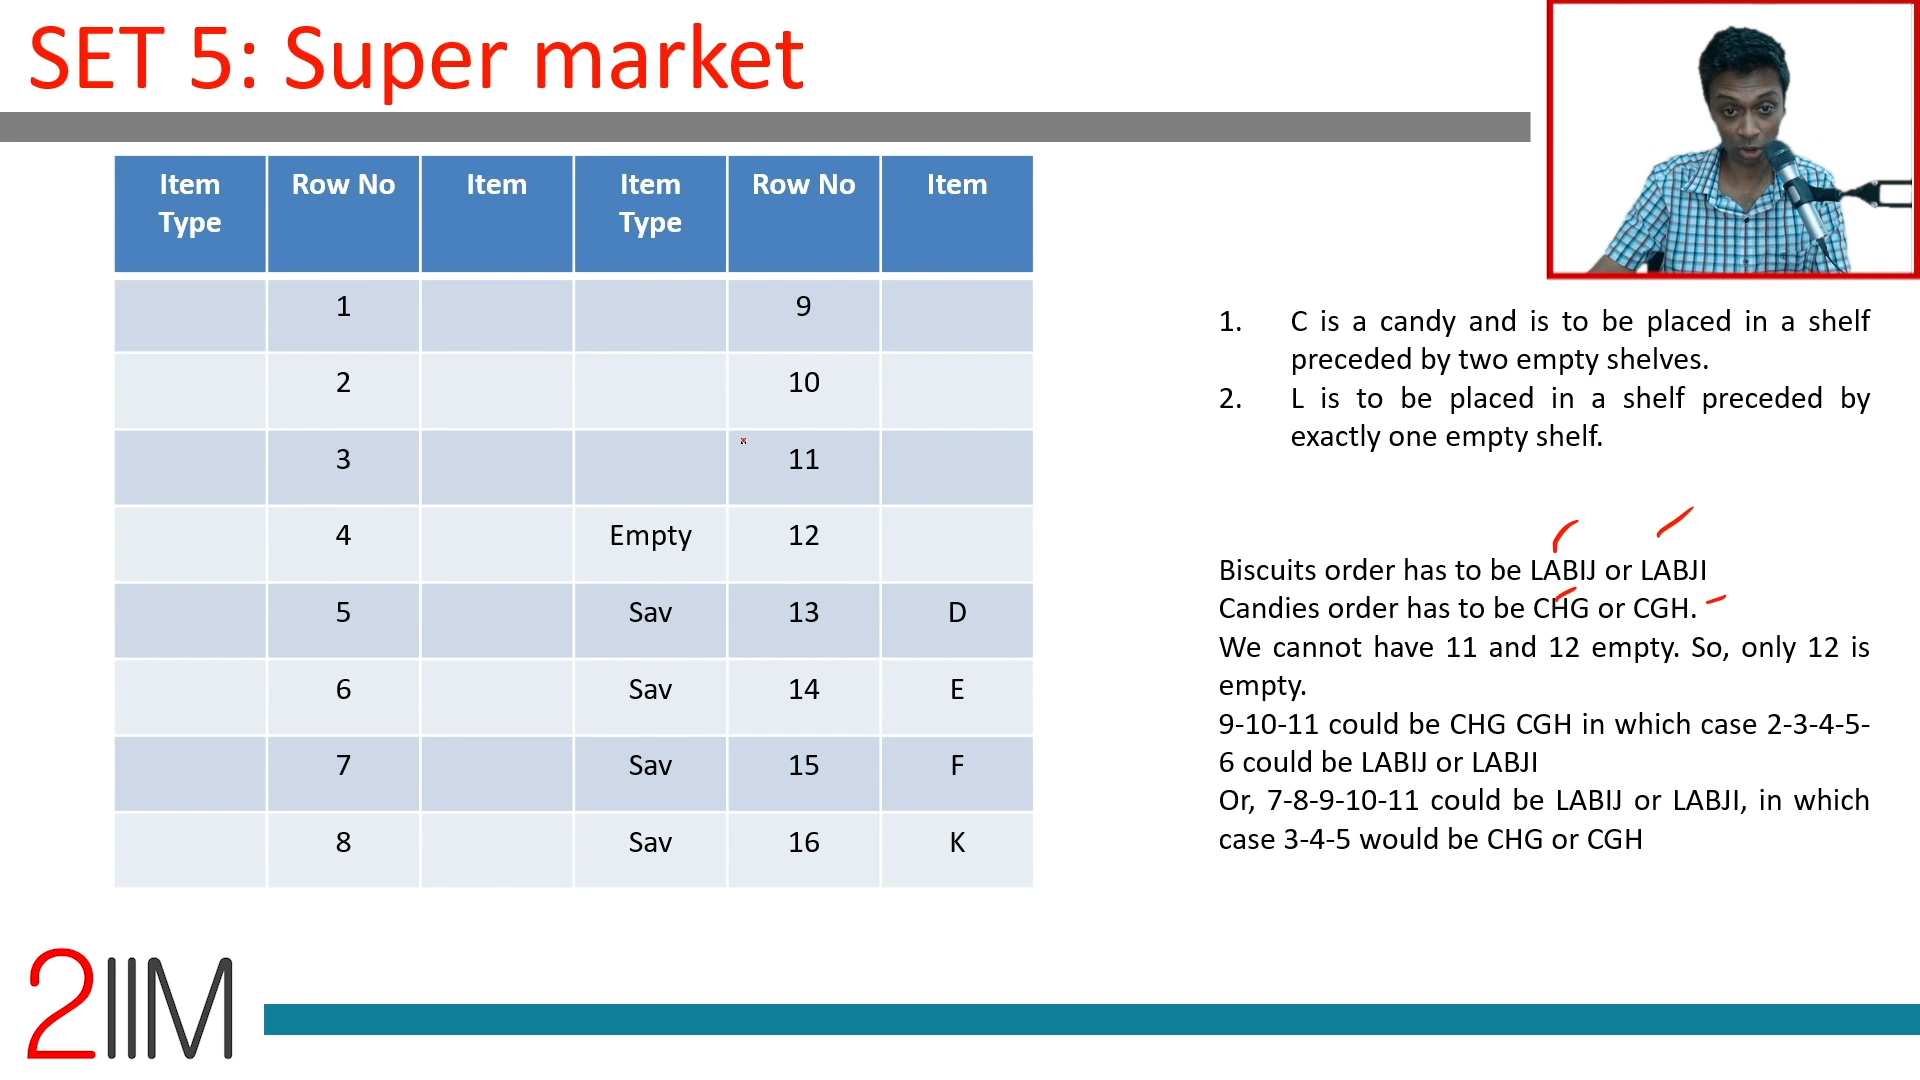 SET 5: Super market
Item Type Row No Item Item Type Row No Item
1 9
2 10
3 11
4 Empty 12
5 Sav 13 D
6 Sav 14 E
7 Sav 15 F
8 Sav 16 K
1. C is a candy and is to be placed in a shelf
preceded by two empty shelves.
2. L is to be placed in a shelf preceded by
exactly one empty shelf.
Biscuits order has to be LABIJ or LABJI
Candies order has to be CHG or CGH.
We cannot have 11 and 12 empty. So, only 12 is
empty.
9-10-11 could be CHG CGH in which case 2-3-4-5-
6 could be LABIJ or LABJI
Or, 7-8-9-10-11 could be LABIJ or LABJI, in which
case 3-4-5 would be CHG or CGH
2IIM